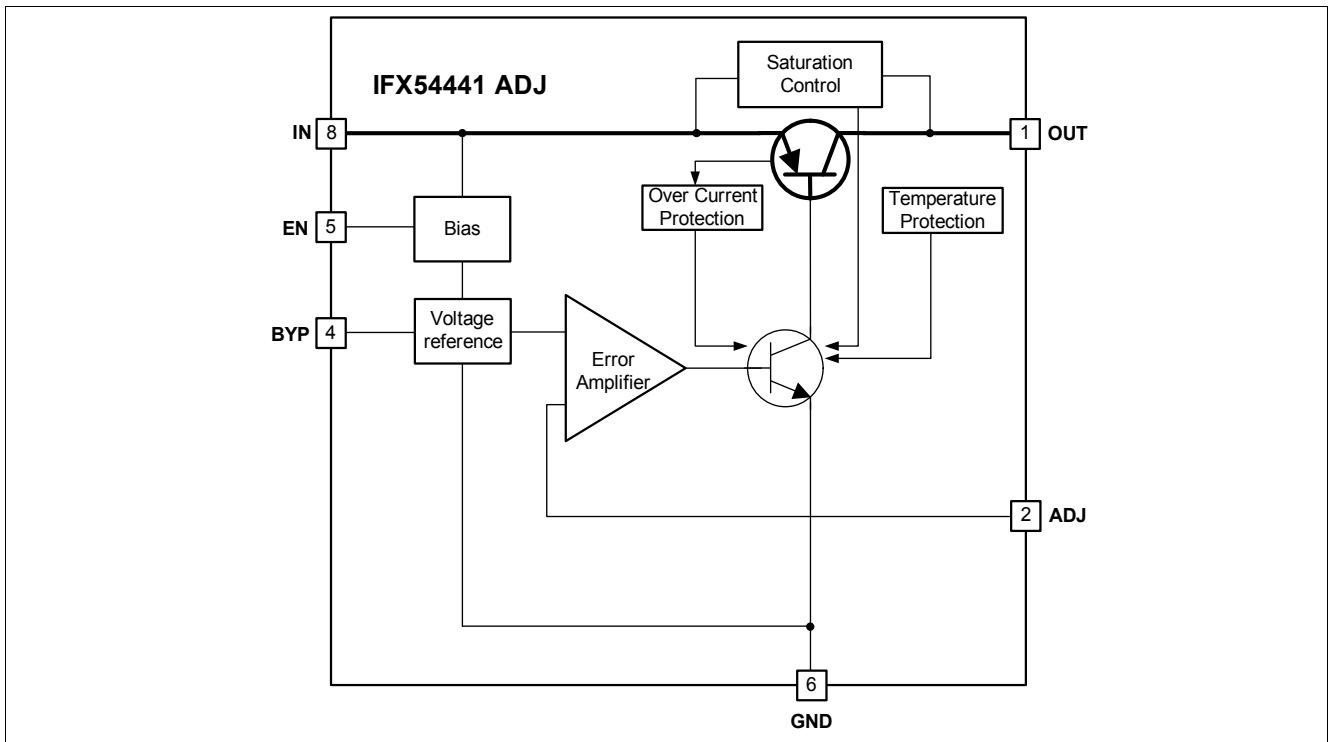 IFX54441 ADJ
Saturation
Control
IN 8
1 OUT
Over Current
Protection
Temperature
Protection
EN 5
Bias
BYP 4
Voltage
reference
Error
Amplifier
2 ADJ
6
GND